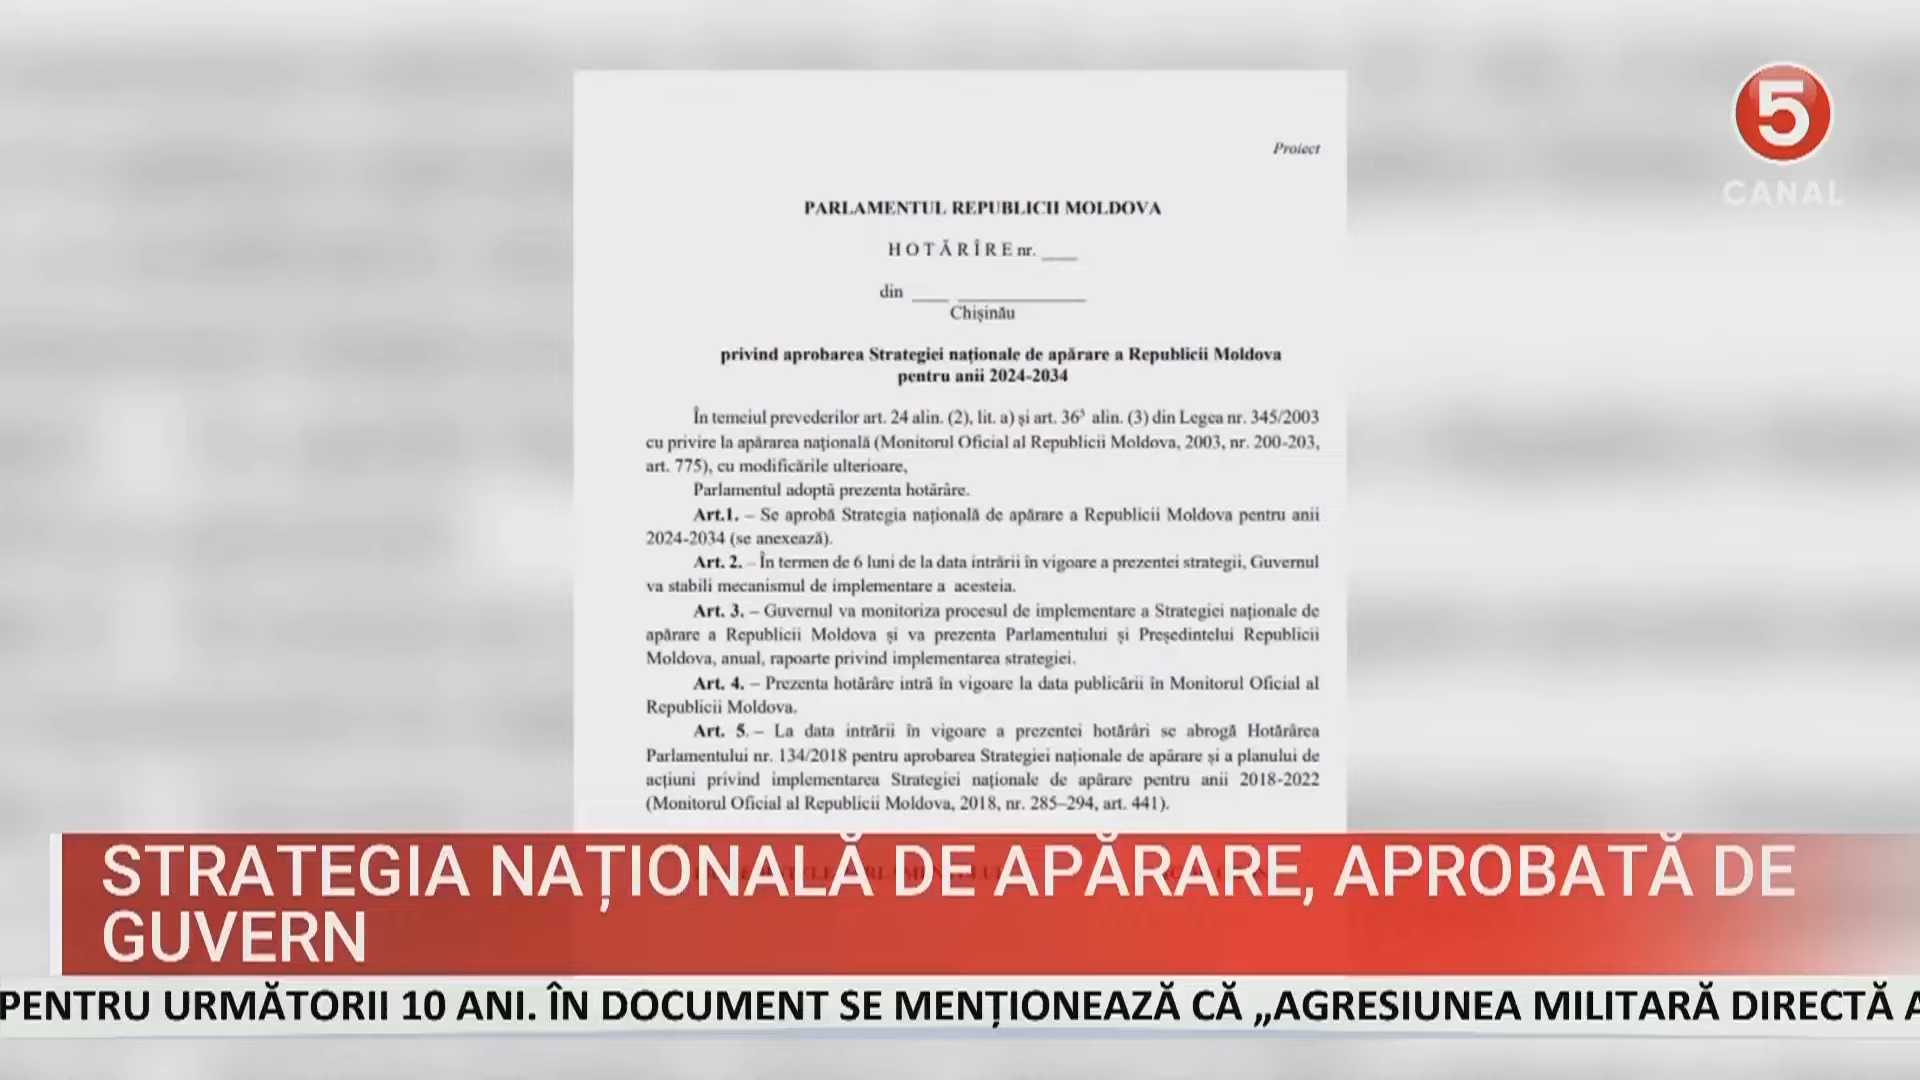 5
CANAL
Proiect
PARLAMENTUL REPUBLICII MOLDOVA
HOTĂRÎRE nr. ____
din ____ ______________
Chișinău
privind aprobarea Strategiei naționale de apărare a Republicii Moldova
pentru anii 2024-2034
În temeiul prevederilor art. 24 alin. (2), lit. a) și art. 36⁵ alin. (3) din Legea nr. 345/2003
cu privire la apărarea națională (Monitorul Oficial al Republicii Moldova, 2003, nr. 200-203,
art. 775), cu modificările ulterioare,
Parlamentul adoptă prezenta hotărâre.
Art.1. – Se aprobă Strategia națională de apărare a Republicii Moldova pentru anii
2024-2034 (se anexează).
Art. 2. – În termen de 6 luni de la data intrării în vigoare a prezentei strategii, Guvernul
va stabili mecanismul de implementare a acesteia.
Art. 3. – Guvernul va monitoriza procesul de implementare a Strategiei naționale de
apărare a Republicii Moldova și va prezenta Parlamentului și Președintelui Republicii
Moldova, anual, rapoarte privind implementarea strategiei.
Art. 4. – Prezenta hotărâre intră în vigoare la data publicării în Monitorul Oficial al
Republicii Moldova.
Art. 5. – La data intrării în vigoare a prezentei hotărâri se abrogă Hotărârea
Parlamentului nr. 134/2018 pentru aprobarea Strategiei naționale de apărare și a planului de
acțiuni privind implementarea Strategiei naționale de apărare pentru anii 2018-2022
(Monitorul Oficial al Republicii Moldova, 2018, nr. 285–294, art. 441).
STRATEGIA NAȚIONALĂ DE APĂRARE, APROBATĂ DE
GUVERN
PENTRU URMĂTORII 10 ANI. ÎN DOCUMENT SE MENȚIONEAZĂ CĂ „AGRESIUNEA MILITARĂ DIRECTĂ A